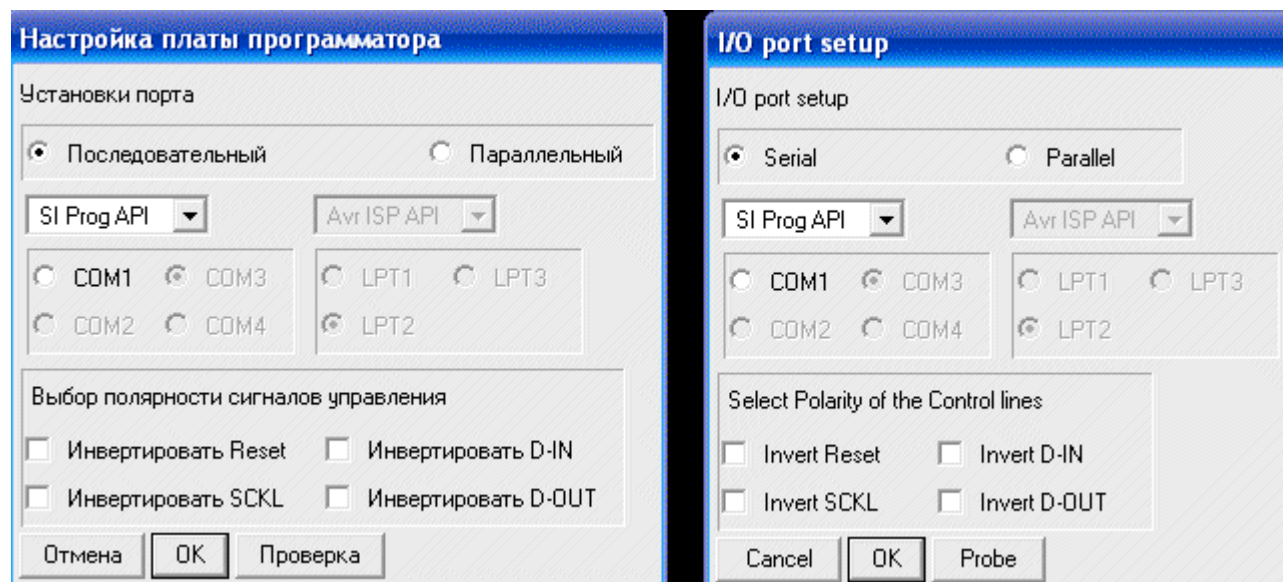 Настройка платы программатора
Установки порта
Последовательный Параллельный
SI Prog API Avr ISP API
COM1 COM3 LPT1 LPT3
COM2 COM4 LPT2
Выбор полярности сигналов управления
Инвертировать Reset Инвертировать D-IN
Инвертировать SCKL Инвертировать D-OUT
Отмена OK Проверка
I/O port setup
I/O port setup
Serial Parallel
SI Prog API Avr ISP API
COM1 COM3 LPT1 LPT3
COM2 COM4 LPT2
Select Polarity of the Control lines
Invert Reset Invert D-IN
Invert SCKL Invert D-OUT
Cancel OK Probe